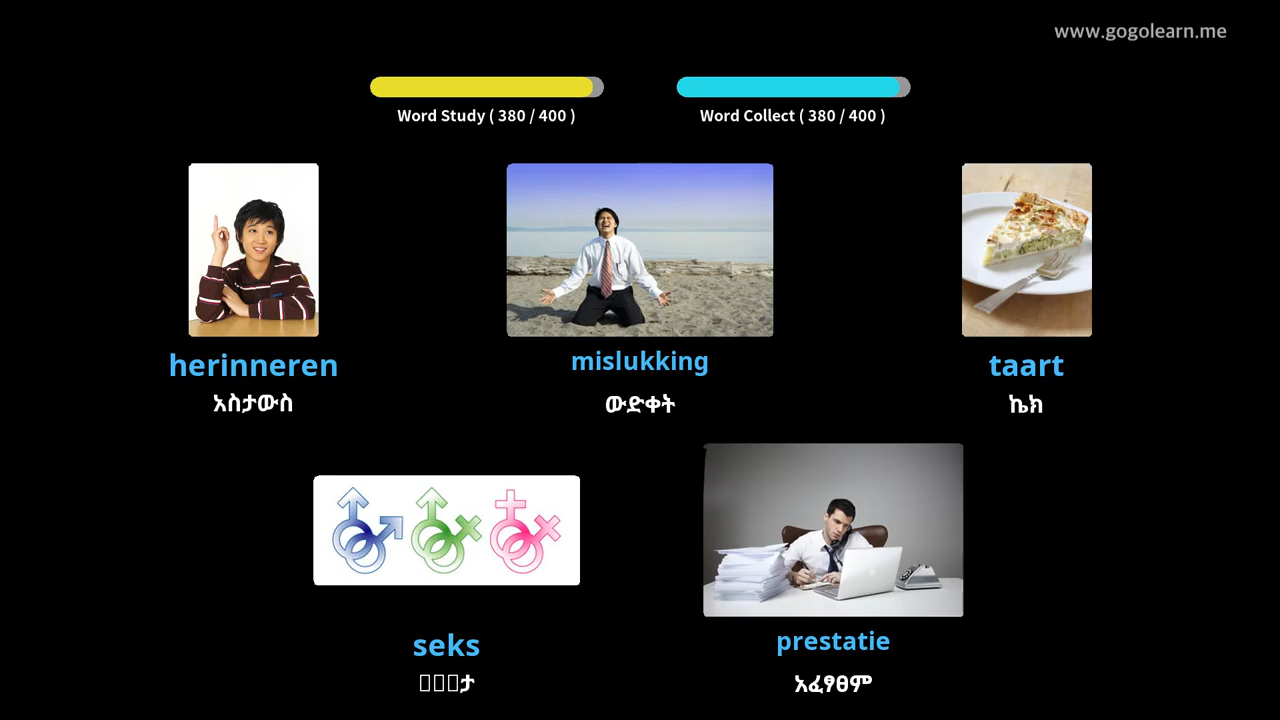 www.gogolearn.me
Word Study ( 380 / 400 )
Word Collect ( 380 / 400 )
herinneren
mislukking
taart
አስታውስ
ውድቀት
ኬክ
seks
prestatie
አፈፃፀም